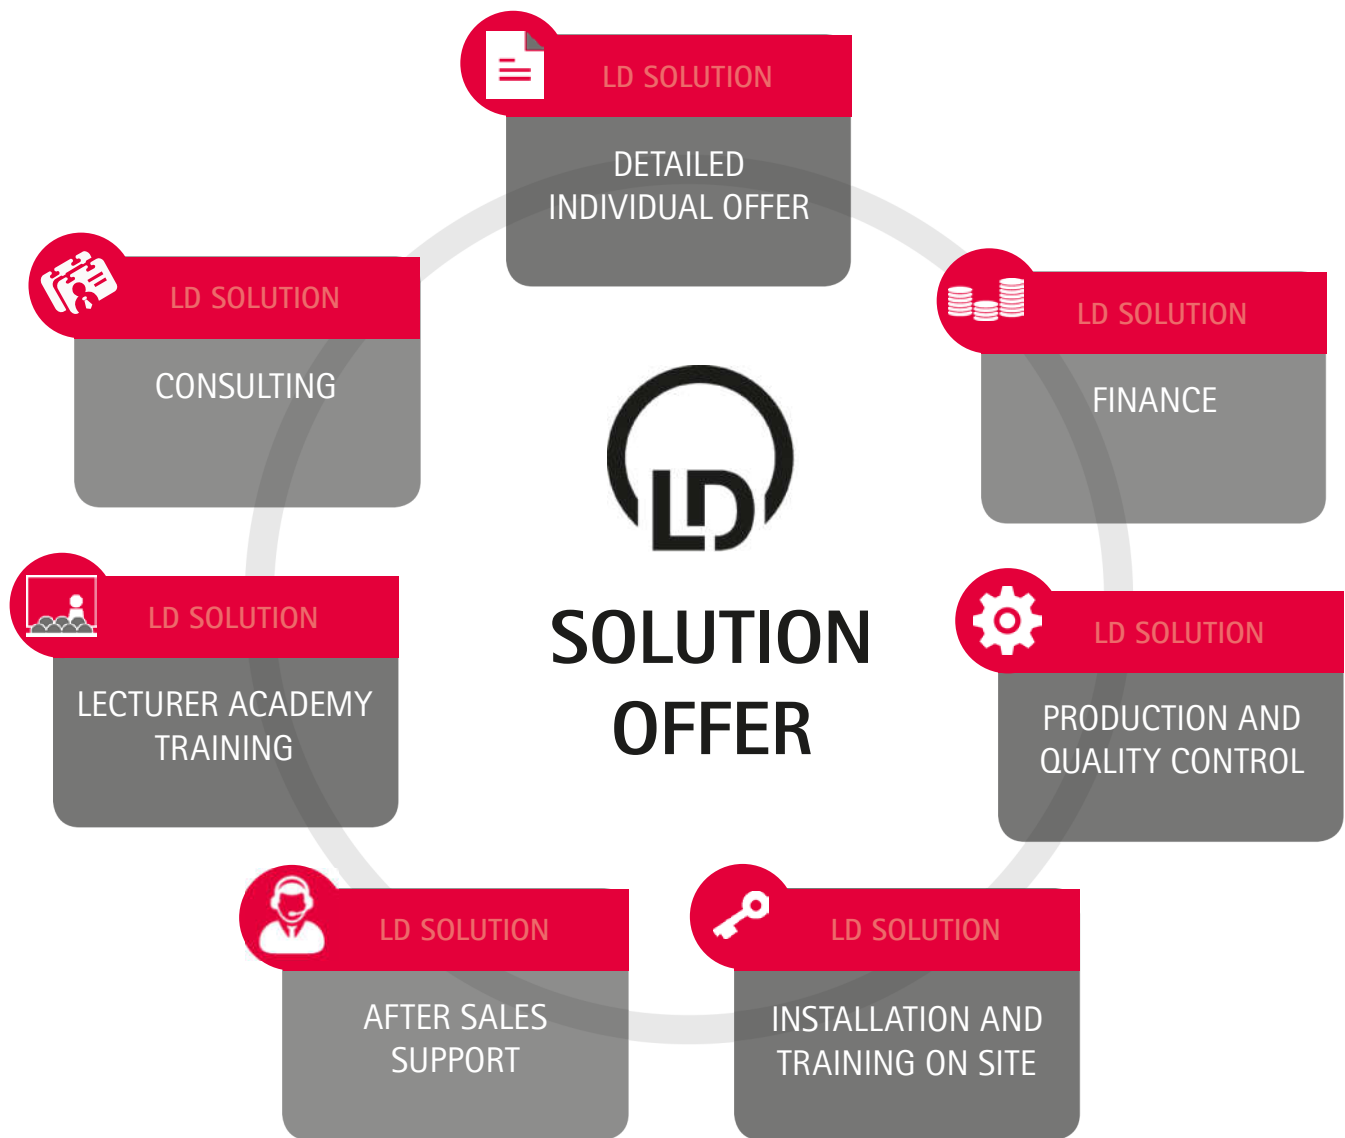 LD SOLUTION
DETAILED
INDIVIDUAL OFFER
LD SOLUTION
CONSULTING
LD SOLUTION
FINANCE
LD
SOLUTION
OFFER
LD SOLUTION
LECTURER ACADEMY
TRAINING
LD SOLUTION
PRODUCTION AND
QUALITY CONTROL
LD SOLUTION
AFTER SALES
SUPPORT
LD SOLUTION
INSTALLATION AND
TRAINING ON SITE